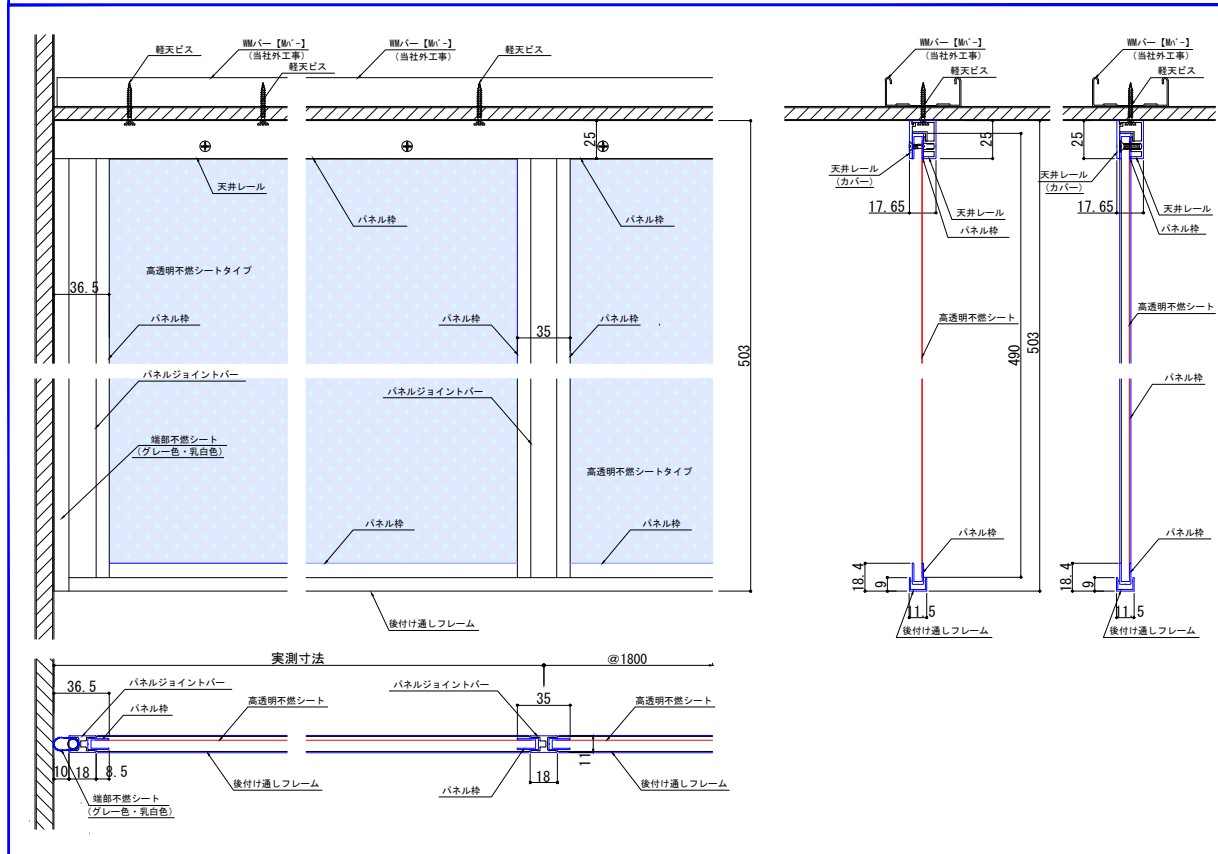 軽天ビス
WMバー【Mバー】
(当社外工事)
軽天ビス
WMバー【Mバー】
(当社外工事)
軽天ビス
25
天井レール
パネル枠
パネル枠
高透明不燃シートタイプ
36.5
パネル枠
パネル枠
35
パネル枠
503
パネルジョイントバー
パネルジョイントバー
端部不燃シート
(グレー色・乳白色)
高透明不燃シートタイプ
パネル枠
パネル枠
後付け通しフレーム
WMバー【Mバー】
(当社外工事)
軽天ビス
25
天井レール
(カバー)
17.65
天井レール
パネル枠
高透明不燃シート
490
503
パネル枠
18.4
9
11.5
後付け通しフレーム
WMバー【Mバー】
(当社外工事)
軽天ビス
25
天井レール
(カバー)
17.65
天井レール
パネル枠
高透明不燃シート
パネル枠
パネル枠
18.4
9
11.5
後付け通しフレーム
実測寸法
@1800
36.5
パネルジョイントバー
パネル枠
高透明不燃シート
パネルジョイントバー
35
高透明不燃シート
10
18
8.5
後付け通しフレーム
パネル枠
18
11
後付け通しフレーム
端部不燃シート
(グレー色・乳白色)